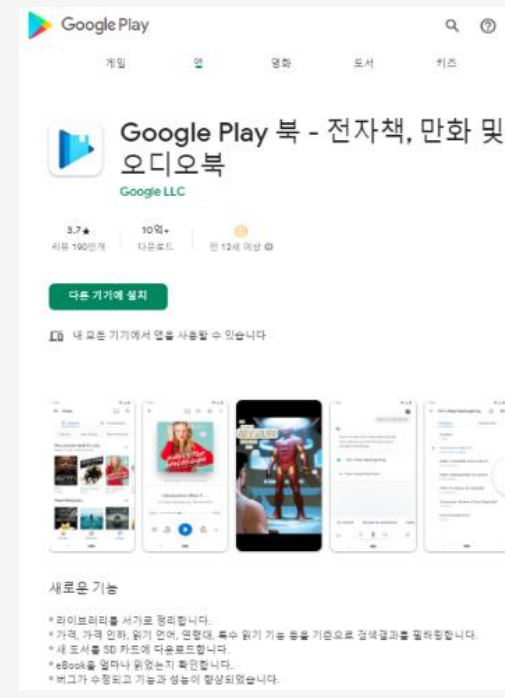 Google Play
게임 앱 영화 도서 키즈
Google Play 북 - 전자책, 만화 및
오디오북
Google LLC
3.7★ 10억+
리뷰 190만개 다운로드 만 12세 이상
다른 기기에 설치
내 모든 기기에서 앱을 사용할 수 있습니다
새로운 기능
* 라이브러리를 서가로 정리합니다.
* 가격, 가격 인하, 읽기 언어, 연령대, 특수 읽기 기능 등을 기준으로 검색결과를 필터링합니다.
* 새 도서를 SD 카드에 다운로드합니다.
* eBook을 얼마나 읽었는지 확인합니다.
* 버그가 수정되고 기능과 성능이 향상되었습니다.